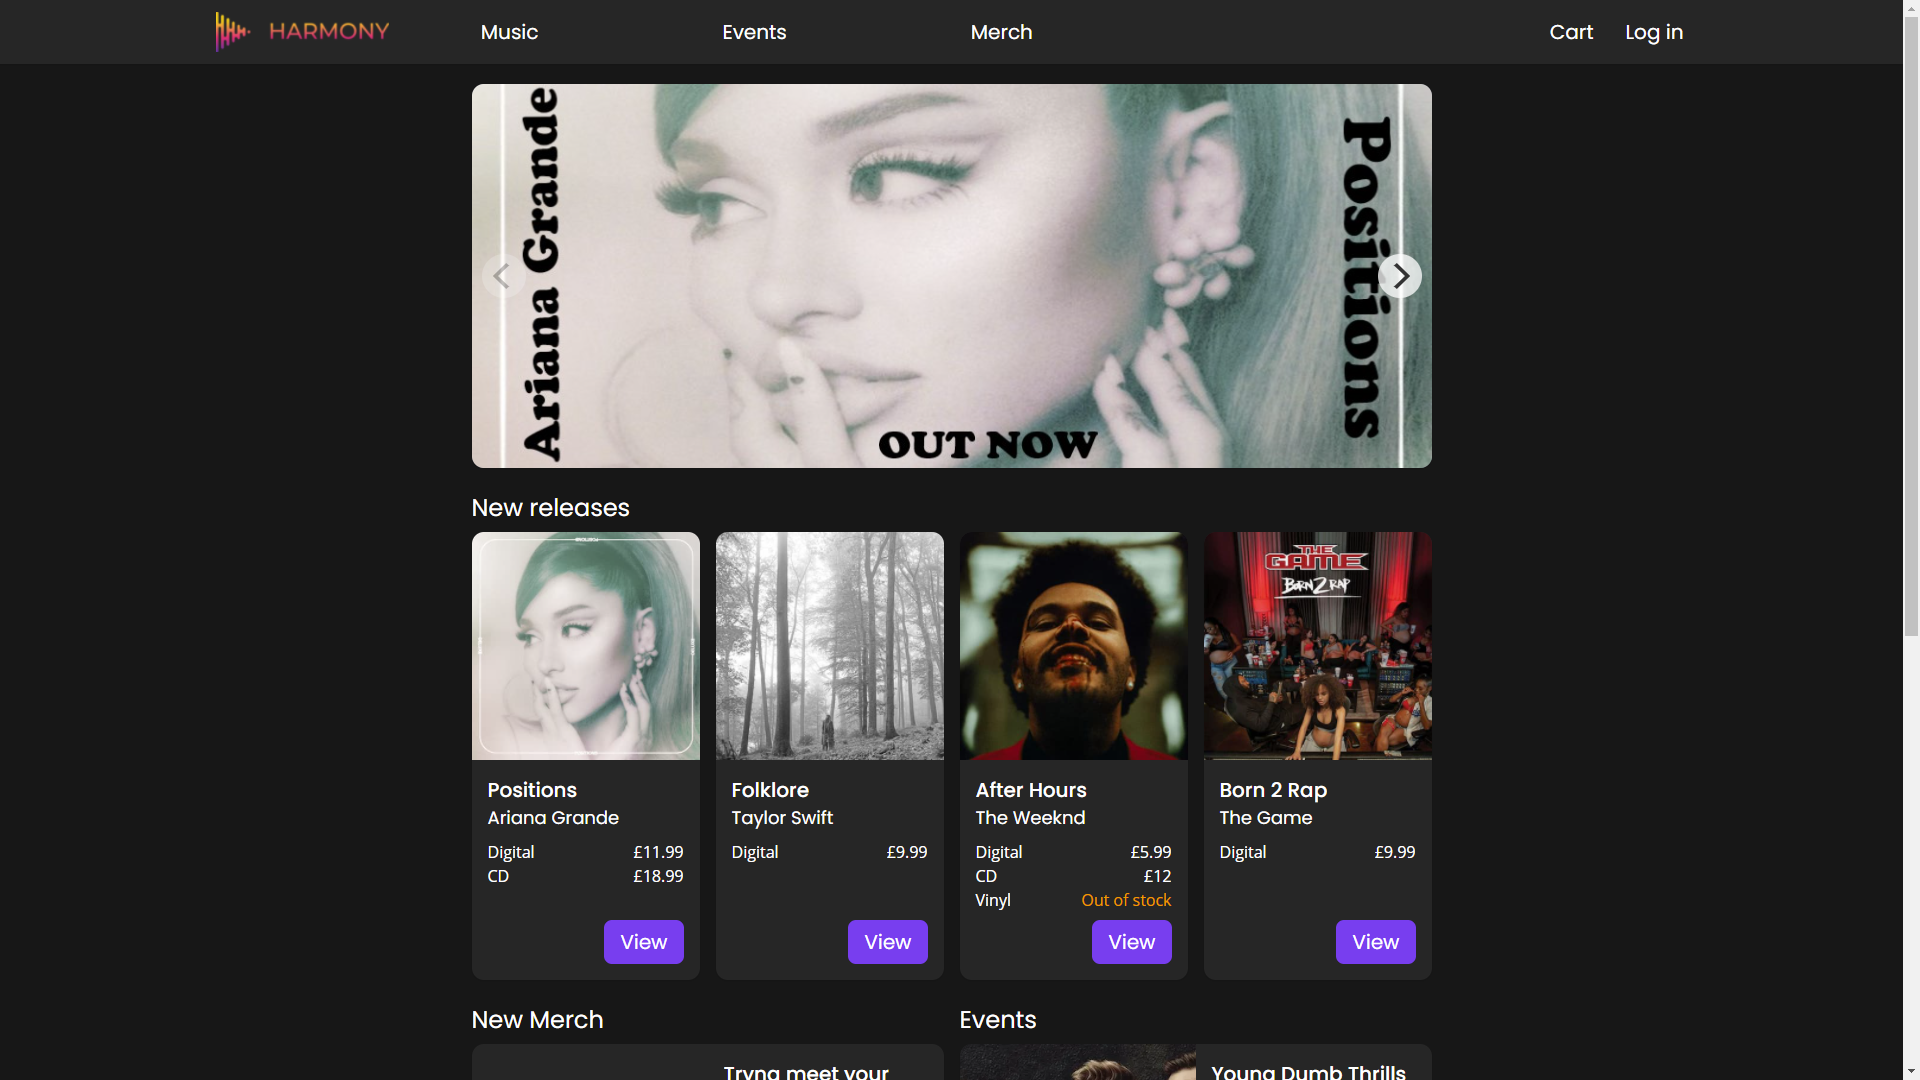 HARMONY
Music
Events
Merch
Cart
Log in
Ariana Grande
Positions
OUT NOW
New releases
THE GAME
BORN 2 RAP
Positions
Ariana Grande
Digital £11.99
CD £18.99
View
Folklore
Taylor Swift
Digital £9.99
View
After Hours
The Weeknd
Digital £5.99
CD £12
Vinyl Out of stock
View
Born 2 Rap
The Game
Digital £9.99
View
New Merch
Events
Tryna meet your
Young Dumb Thrills